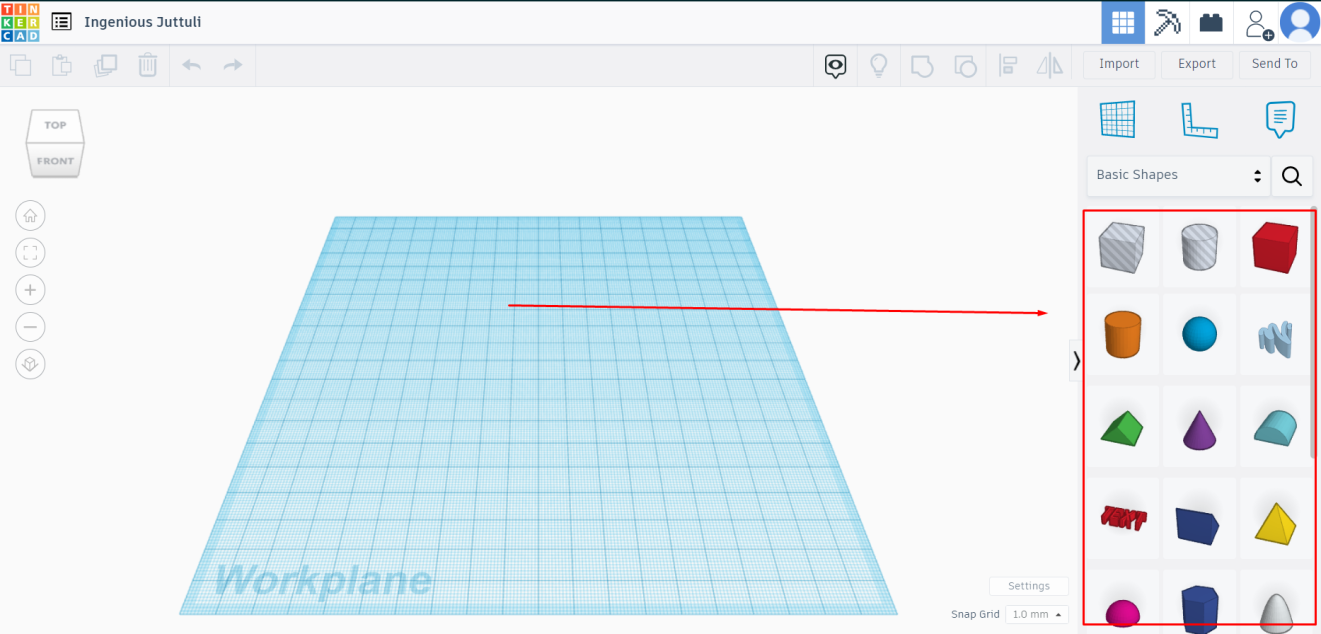 TIN
KER
CAD
Ingenious Juttuli
Import
Export
Send To
TOP
FRONT
Basic Shapes
TEXT
Workplane
Settings
Snap Grid
1.0 mm